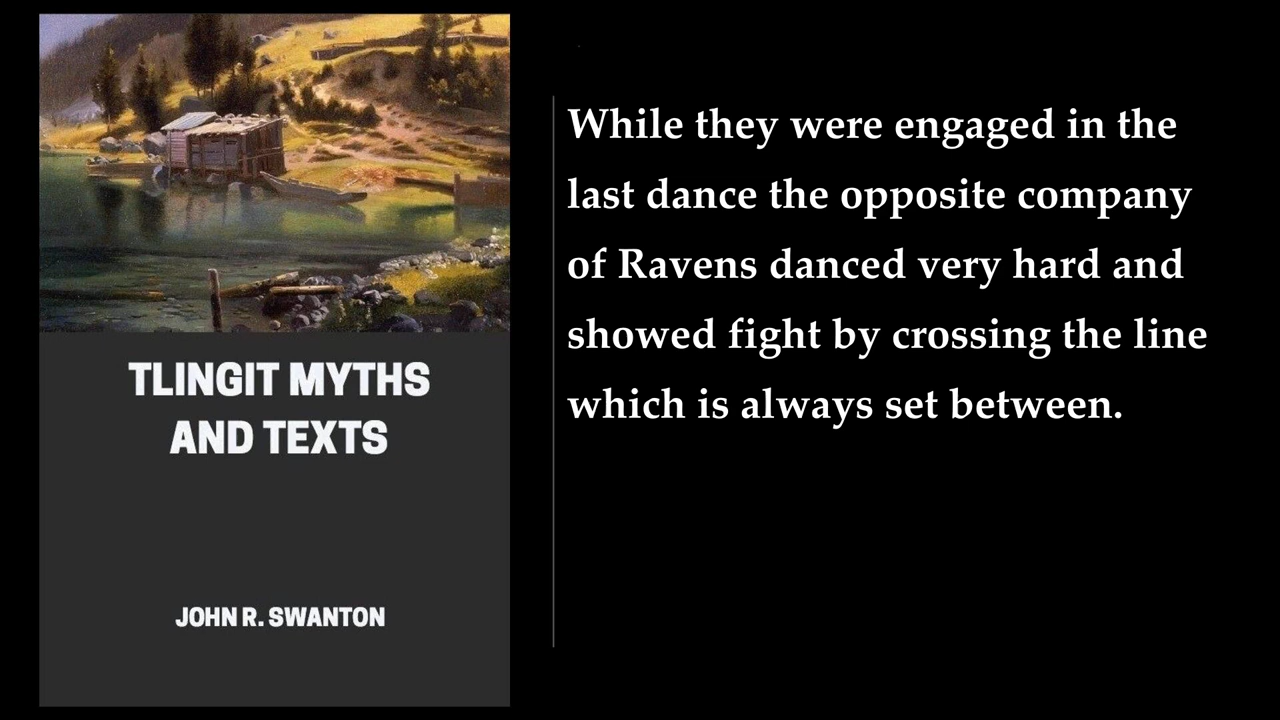 TLINGIT MYTHS
AND TEXTS
JOHN R. SWANTON
While they were engaged in the
last dance the opposite company
of Ravens danced very hard and
showed fight by crossing the line
which is always set between.